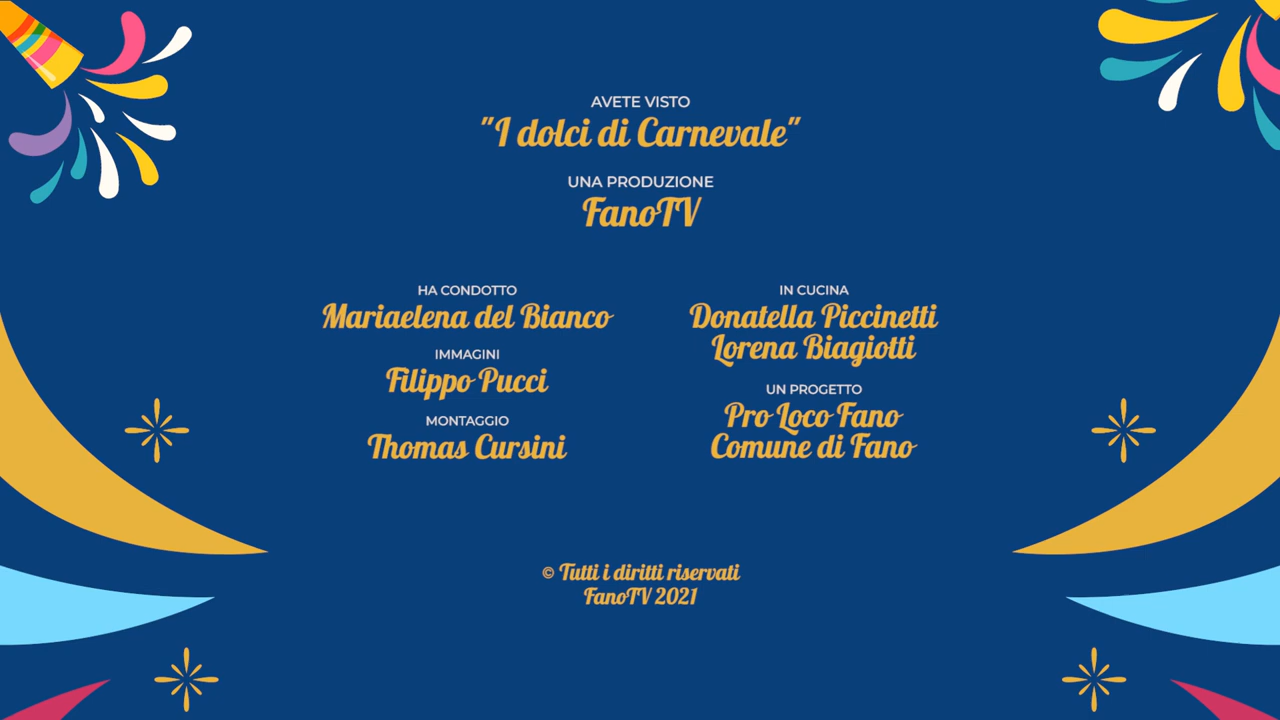 AVETE VISTO
"I dolci di Carnevale"
UNA PRODUZIONE
FanoTV
HA CONDOTTO
Mariaelena del Bianco
IMMAGINI
Filippo Pucci
MONTAGGIO
Thomas Cursini
IN CUCINA
Donatella Piccinetti
Lorena Biagiotti
UN PROGETTO
Pro Loco Fano
Comune di Fano
© Tutti i diritti riservati
FanoTV 2021